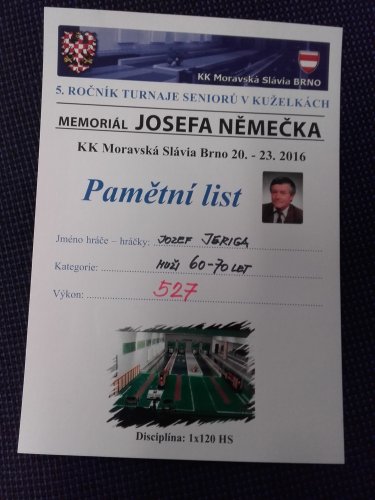 KK Moravská Slávia BRNO
5. ROČNÍK TURNAJE SENIORŮ V KUŽELKÁCH
MEMORIÁL JOSEFA NĚMEČKA
KK Moravská Slávia Brno 20. - 23. 2016
Pamětní list
Jméno hráče – hráčky: JOZEF JERIGA
Kategorie: MUŽI 60-70 LET
Výkon: 527
Disciplína: 1x120 HS